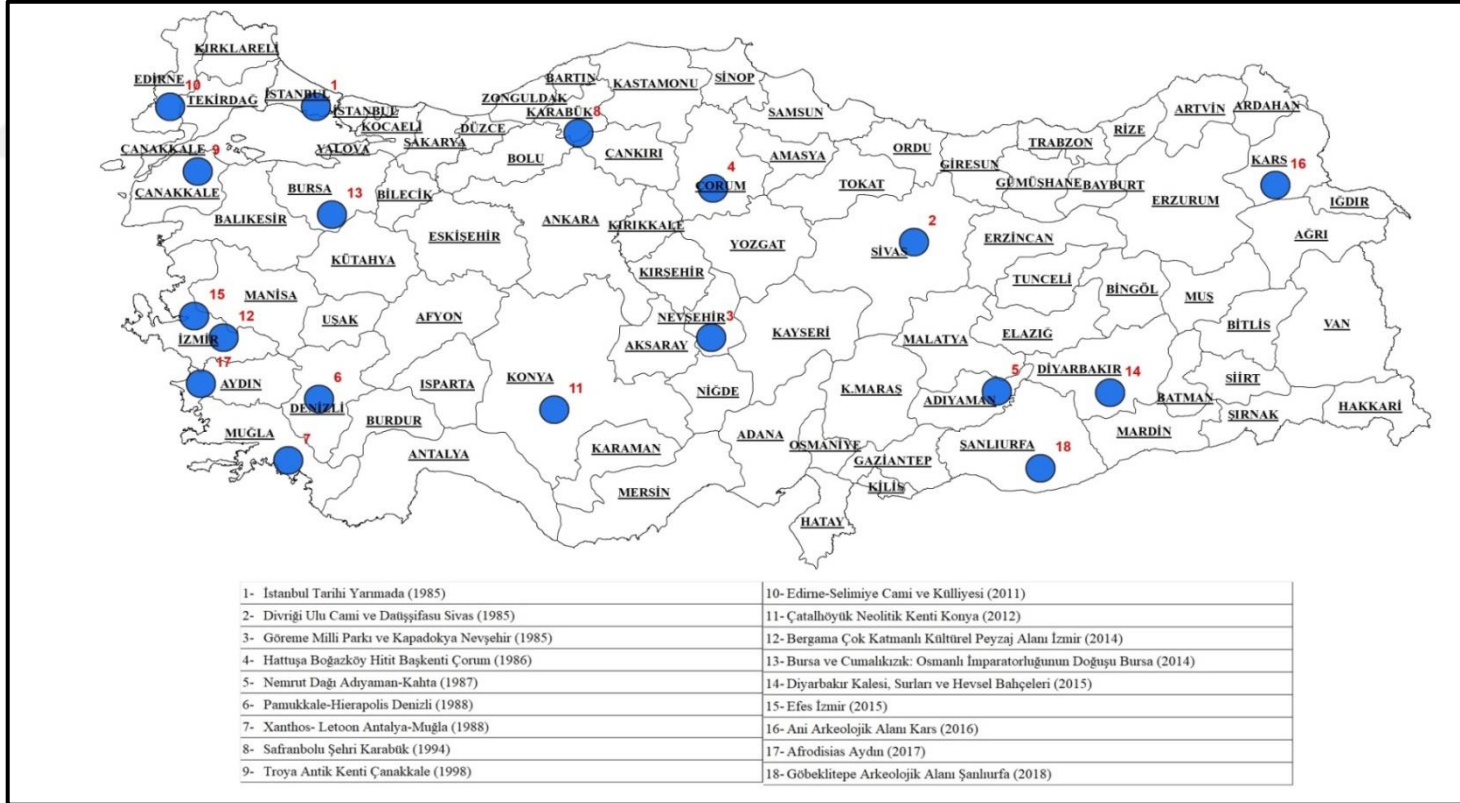 KIRKLARELİ
EDİRNE
10
TEKİRDAĞ
1
İSTANBUL
İSTANBUL
KOCAELİ
YALOVA
SAKARYA
DÜZCE
ZONGULDAK
BARTIN
KARABÜK
8
KASTAMONU
SİNOP
SAMSUN
ÇANAKKALE
9
ÇANAKKALE
BURSA
13
BİLECİK
BOLU
ÇANKIRI
4
ÇORUM
AMASYA
ORDU
TOKAT
GİRESUN
TRABZON
RİZE
ARTVİN
ARDAHAN
GÜMÜŞHANE
BAYBURT
KARS
16
IĞDIR
ERZURUM
AĞRI
BALIKESİR
ESKİŞEHİR
ANKARA
KIRIKKALE
YOZGAT
2
SİVAS
ERZİNCAN
KÜTAHYA
KIRŞEHİR
TUNCELİ
BİNGÖL
MUŞ
BİTLİS
VAN
15
MANİSA
12
İZMİR
UŞAK
AFYON
NEVŞEHİR
3
AKSARAY
KAYSERİ
MALATYA
ELAZIĞ
17
AYDIN
6
DENİZLİ
ISPARTA
BURDUR
KONYA
11
NİĞDE
K.MARAŞ
5
ADIYAMAN
DİYARBAKIR
14
BATMAN
SİİRT
ŞIRNAK
HAKKARİ
MARDİN
MUĞLA
7
ANTALYA
KARAMAN
MERSİN
ADANA
OSMANİYE
GAZİANTEP
KİLİS
ŞANLIURFA
18
HATAY
1- İstanbul Tarihi Yarımada (1985)
2- Divriği Ulu Cami ve Daüşşifası Sivas (1985)
3- Göreme Milli Parkı ve Kapadokya Nevşehir (1985)
4- Hattuşa Boğazköy Hitit Başkenti Çorum (1986)
5- Nemrut Dağı Adıyaman-Kahta (1987)
6- Pamukkale-Hierapolis Denizli (1988)
7- Xanthos- Letoon Antalya-Muğla (1988)
8- Safranbolu Şehri Karabük (1994)
9- Troya Antik Kenti Çanakkale (1998)
10- Edirne-Selimiye Cami ve Külliyesi (2011)
11- Çatalhöyük Neolitik Kenti Konya (2012)
12- Bergama Çok Katmanlı Kültürel Peyzaj Alanı İzmir (2014)
13- Bursa ve Cumalıkızık: Osmanlı İmparatorluğunun Doğuşu Bursa (2014)
14- Diyarbakır Kalesi, Surları ve Hevsel Bahçeleri (2015)
15- Efes İzmir (2015)
16- Ani Arkeolojik Alanı Kars (2016)
17- Afrodisias Aydın (2017)
18- Göbeklitepe Arkeolojik Alanı Şanlıurfa (2018)